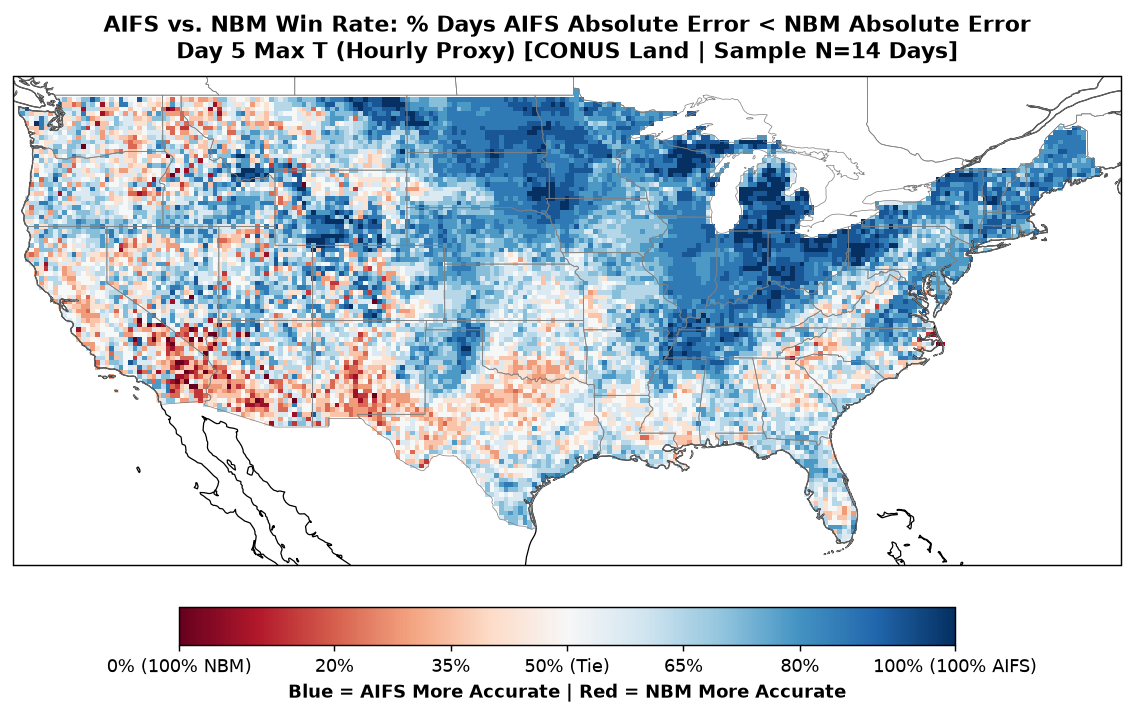 AIFS vs. NBM Win Rate: % Days AIFS Absolute Error < NBM Absolute Error
Day 5 Max T (Hourly Proxy) [CONUS Land | Sample N=14 Days]
0% (100% NBM) 20% 35% 50% (Tie) 65% 80% 100% (100% AIFS)
Blue = AIFS More Accurate | Red = NBM More Accurate